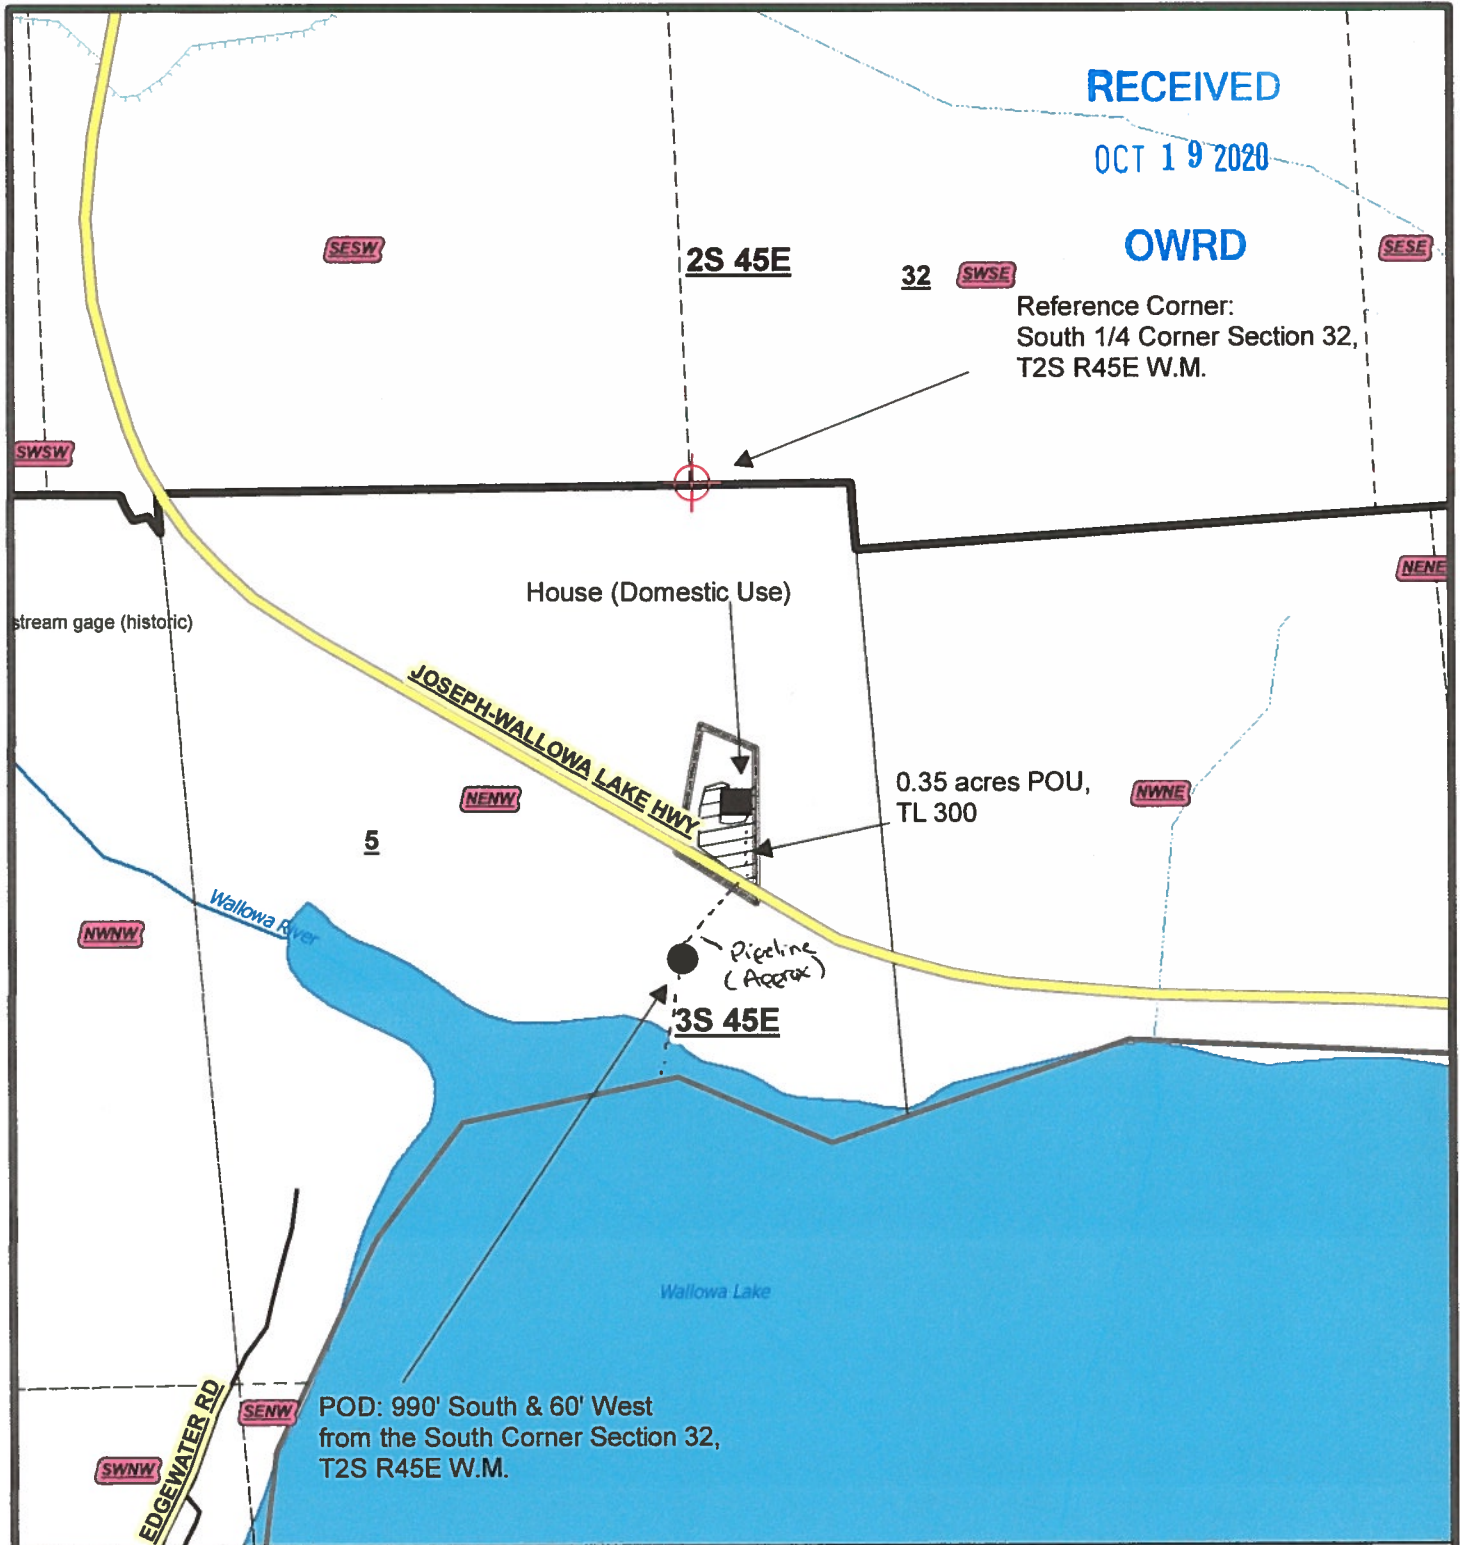 RECEIVED
OCT 19 2020
OWRD
SESW
2S 45E
32
SWSE
SESE
Reference Corner:
South 1/4 Corner Section 32,
T2S R45E W.M.
SWSW
NENE
House (Domestic Use)
stream gage (historic)
JOSEPH-WALLOWA LAKE HWY
0.35 acres POU,
TL 300
NENW
NWNE
5
Wallowa River
NWNW
Pipeline
(Approx)
3S 45E
Wallowa Lake
POD: 990' South & 60' West
from the South Corner Section 32,
T2S R45E W.M.
SENW
SWNW
EDGEWATER RD